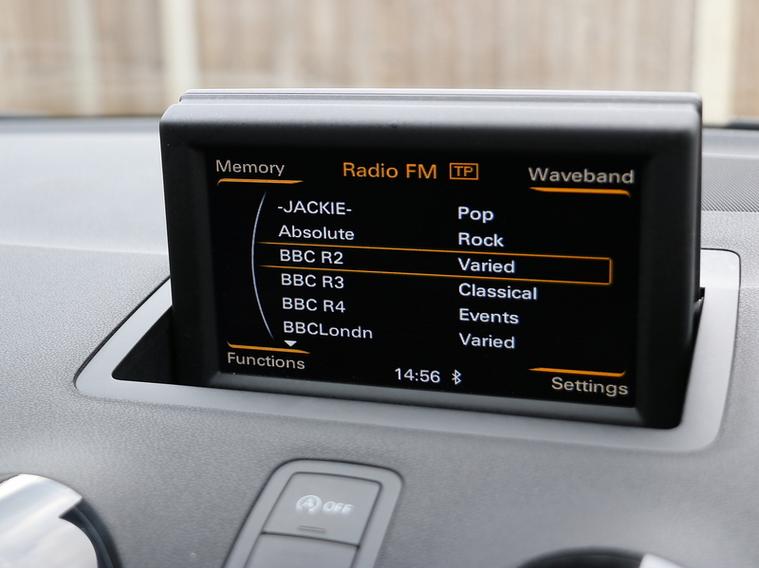 Memory Radio FM TP Waveband
-JACKIE- Pop
Absolute Rock
BBC R2 Varied
BBC R3 Classical
BBC R4 Events
BBCLondn Varied
Functions 14:56 Settings
A OFF